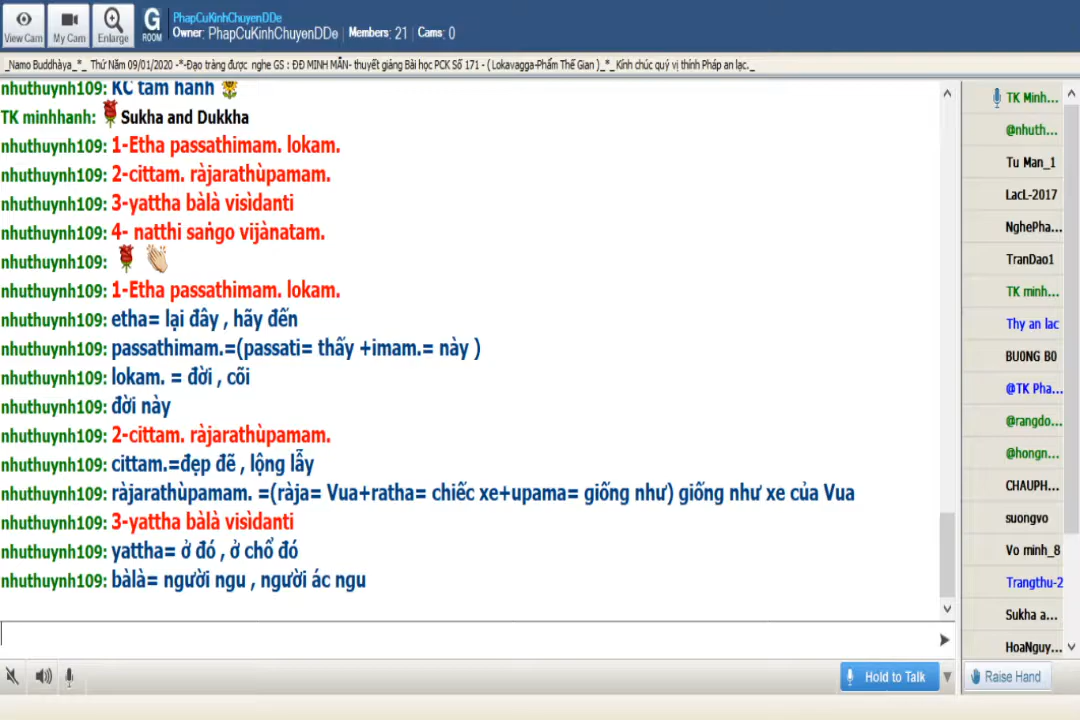 View Cam
My Cam
Enlarge
G
ROOM
PhapCuKinhChuyenDDe
Owner: PhapCuKinhChuyenDDe | Members: 21 | Cams: 0
_Namo Buddhàya_*_ Thứ Năm 09/01/2020 -*-Đạo tràng được nghe GS : ĐĐ MINH MẪN- thuyết giảng Bài học PCK Số 171 - ( Lokavagga-Phẩm Thế Gian )_*_Kính chúc quý vị thính Pháp an lạc._
nhuthuynh109: KC tam hanh
TK minhhanh: Sukha and Dukkha
nhuthuynh109: 1-Etha passathimam. lokam.
nhuthuynh109: 2-cittam. ràjarathùpamam.
nhuthuynh109: 3-yattha bàlà visìdanti
nhuthuynh109: 4- natthi saṅgo vijànatam.
nhuthuynh109:
nhuthuynh109: 1-Etha passathimam. lokam.
nhuthuynh109: etha= lại đây , hãy đến
nhuthuynh109: passathimam.=(passati= thấy +imam.= này )
nhuthuynh109: lokam. = đời , cõi
nhuthuynh109: đời này
nhuthuynh109: 2-cittam. ràjarathùpamam.
nhuthuynh109: cittam.=đẹp đẽ , lộng lẫy
nhuthuynh109: ràjarathùpamam. =(ràja= Vua+ratha= chiếc xe+upama= giống như) giống như xe của Vua
nhuthuynh109: 3-yattha bàlà visìdanti
nhuthuynh109: yattha= ở đó , ở chổ đó
nhuthuynh109: bàlà= người ngu , người ác ngu
TK Minh...
@nhuth...
Tu Man_1
LacL-2017
NghePha...
TranDao1
TK minh...
Thy an lac
BUONG B0
@TK Pha...
@rangdo...
@hongn...
CHAUPH...
suongvo
Vo minh_8
Trangthu-2
Sukha a...
HoaNguy...
Hold to Talk
Raise Hand